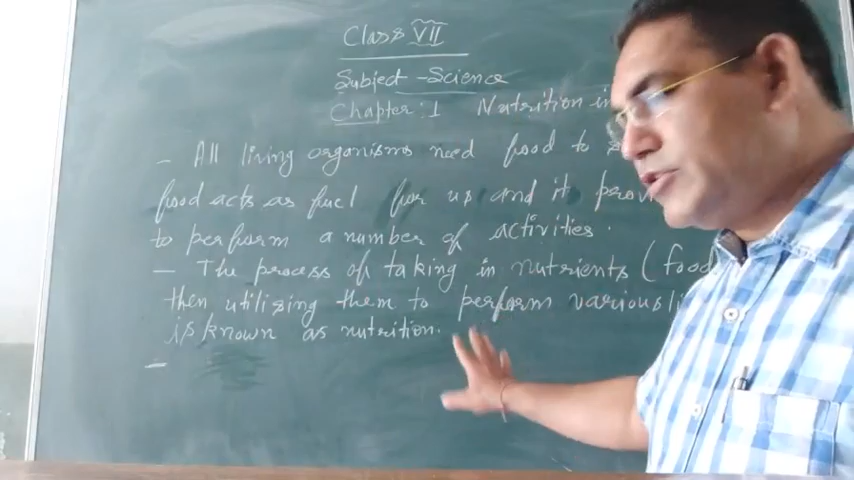 Class VII
Subject - Science
Chapter: 1 Nutrition in
- All living organisms need food to
food acts as fuel for us and it
to perform a number of activities.
- The process of taking in nutrients (food
then utilizing them to perform various
is known as nutrition.
-